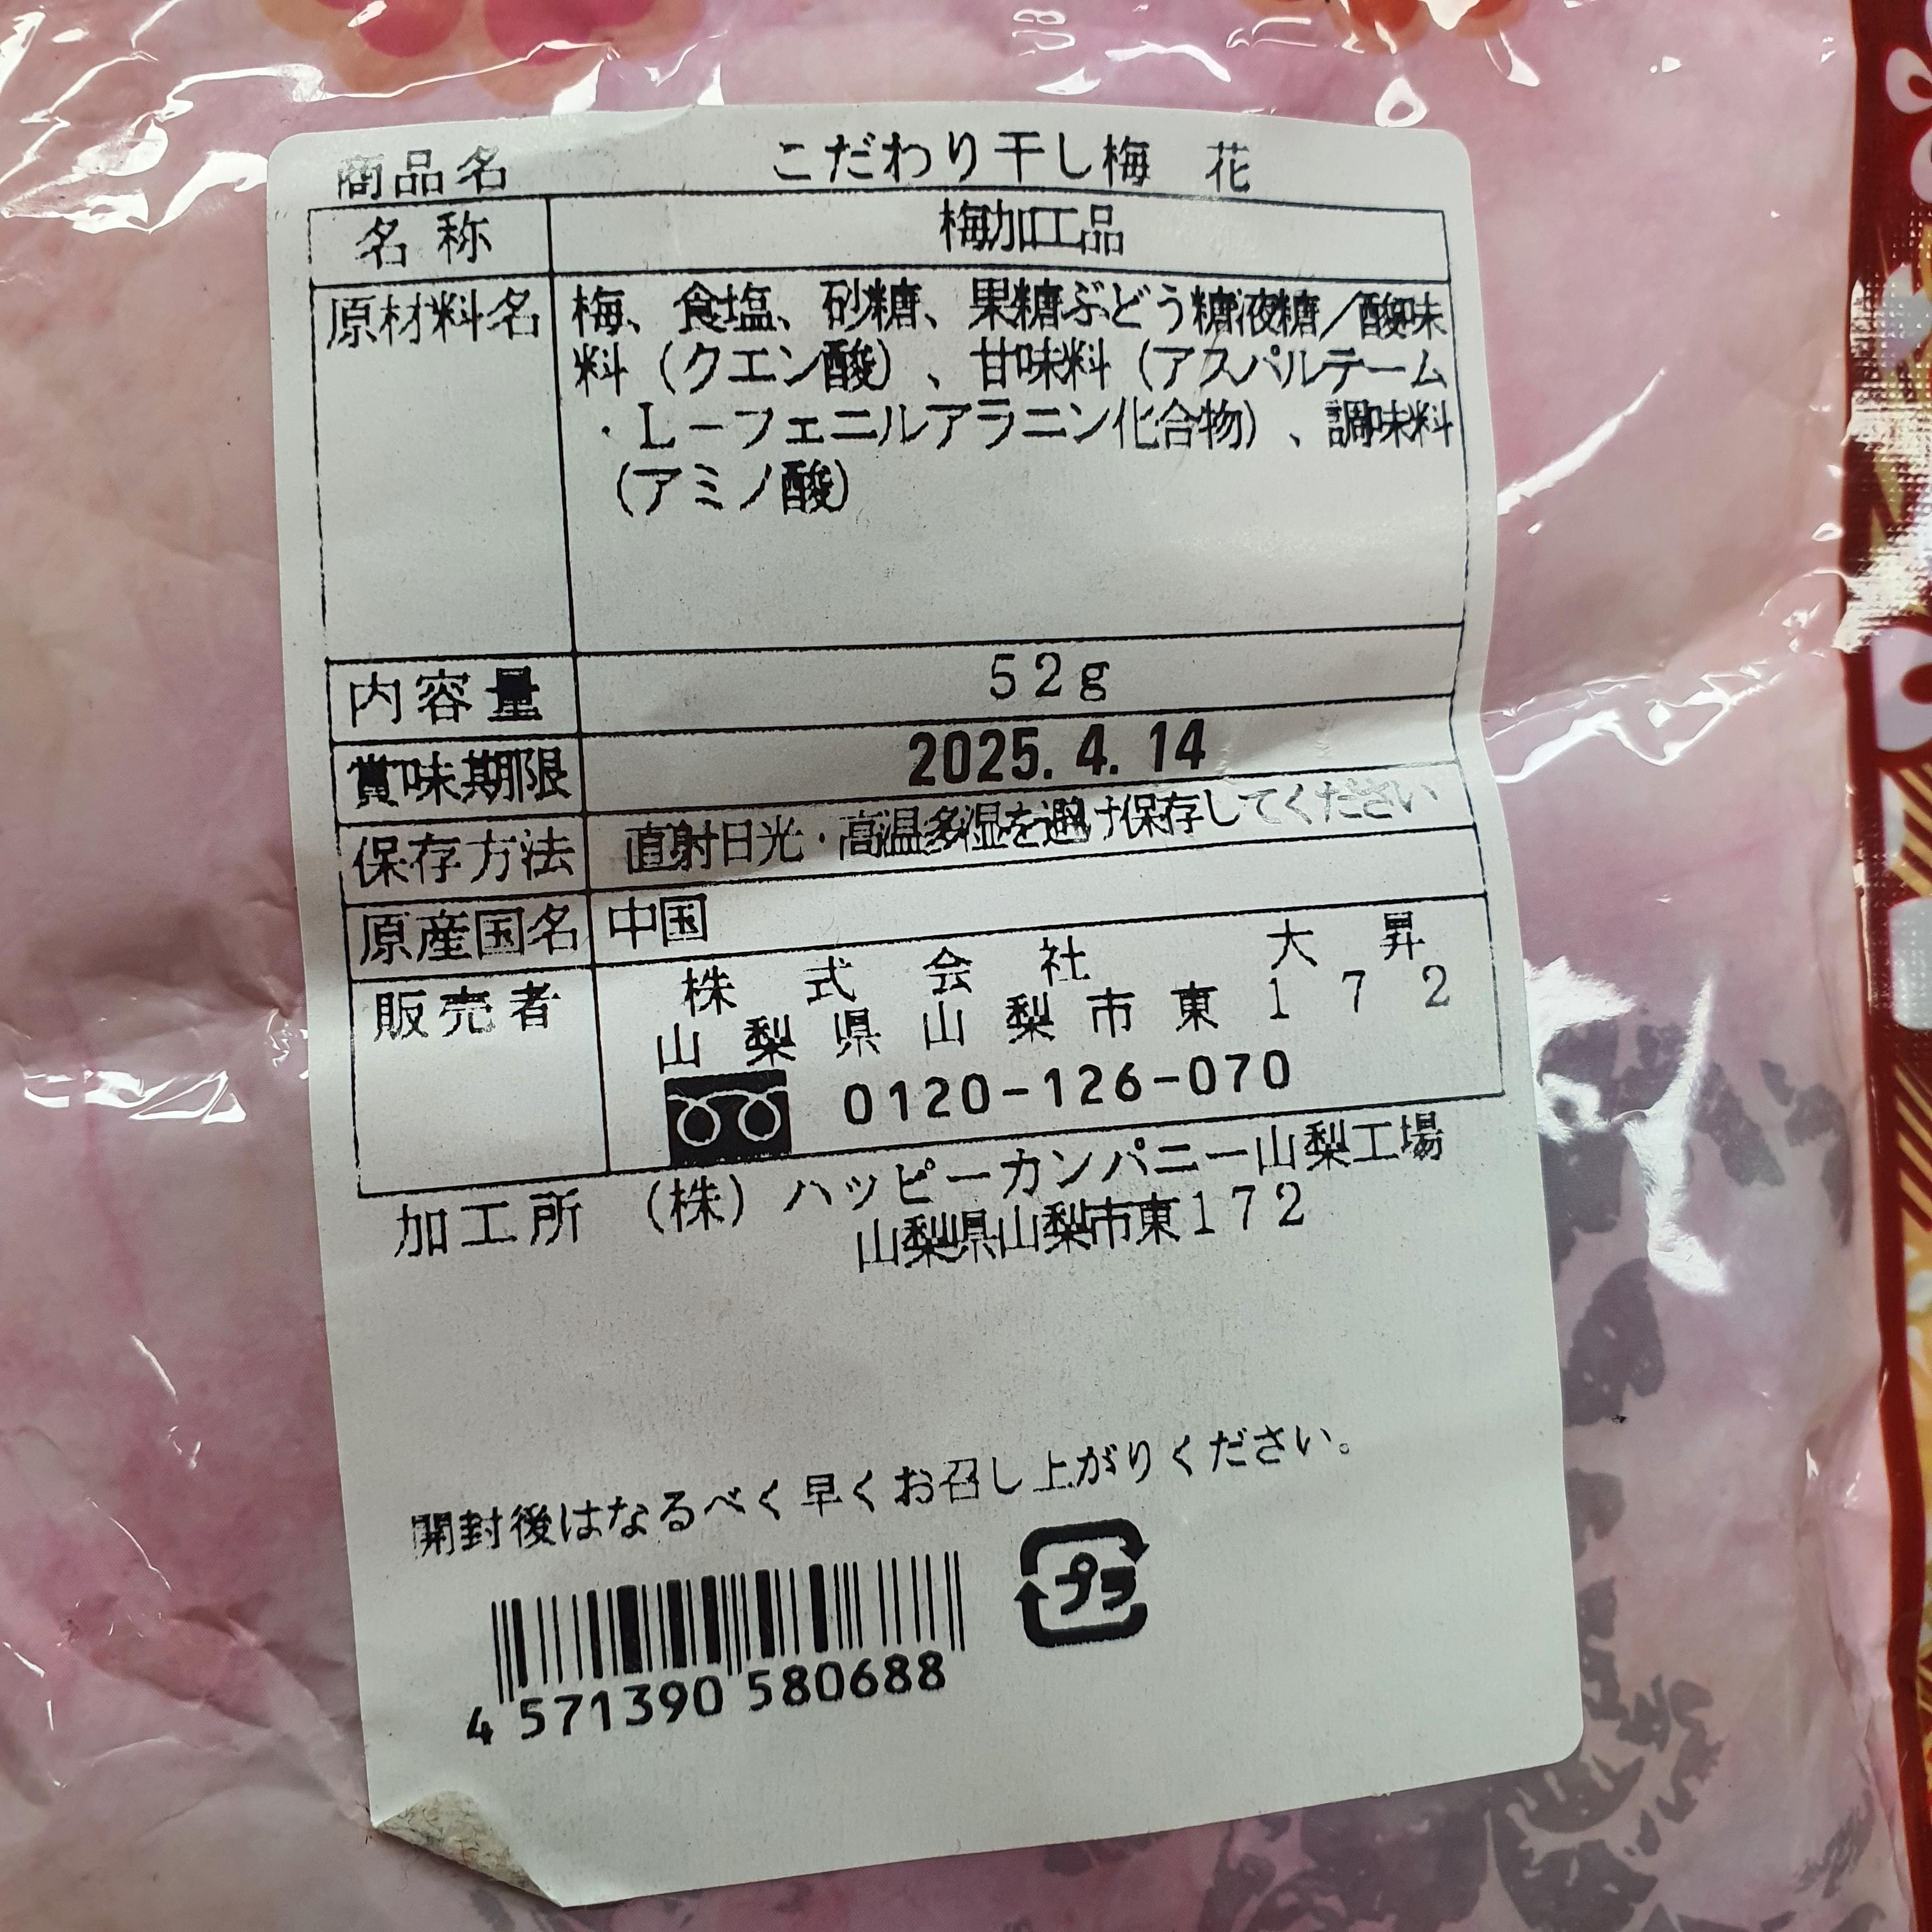 商品名 こだわり干し梅 花
名称 梅加工品
原材料名 梅、食塩、砂糖、果糖ぶどう糖液糖／酸味
料（クエン酸）、甘味料（アスパルテーム
・L－フェニルアラニン化合物）、調味料
（アミノ酸）
内容量 52g
賞味期限 2025.4.14
保存方法 直射日光・高温多湿を避け保存してください
原産国名 中国
販売者 株式会社 大昇
山梨県山梨市東172
0120-126-070
加工所 （株）ハッピーカンパニー山梨工場
山梨県山梨市東172
開封後はなるべく早くお召し上がりください。
プラ
4 571390 580688